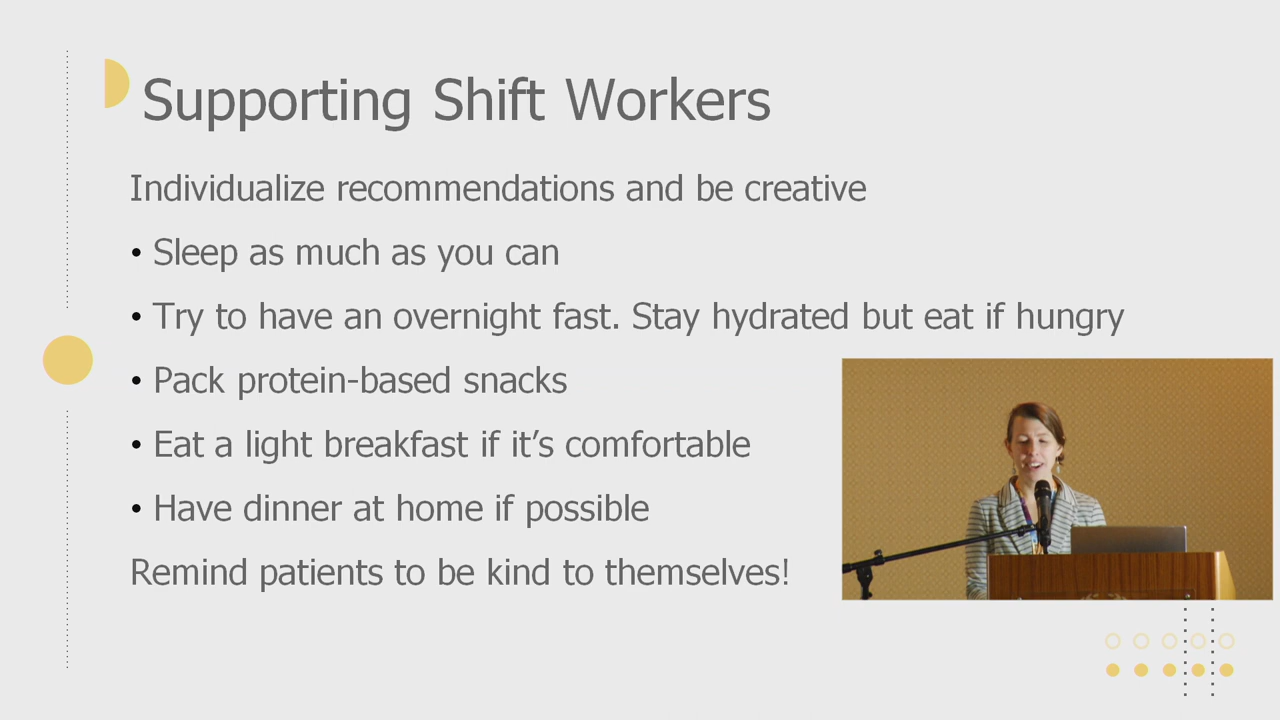 Supporting Shift Workers
Individualize recommendations and be creative
• Sleep as much as you can
• Try to have an overnight fast. Stay hydrated but eat if hungry
• Pack protein-based snacks
• Eat a light breakfast if it’s comfortable
• Have dinner at home if possible
Remind patients to be kind to themselves!